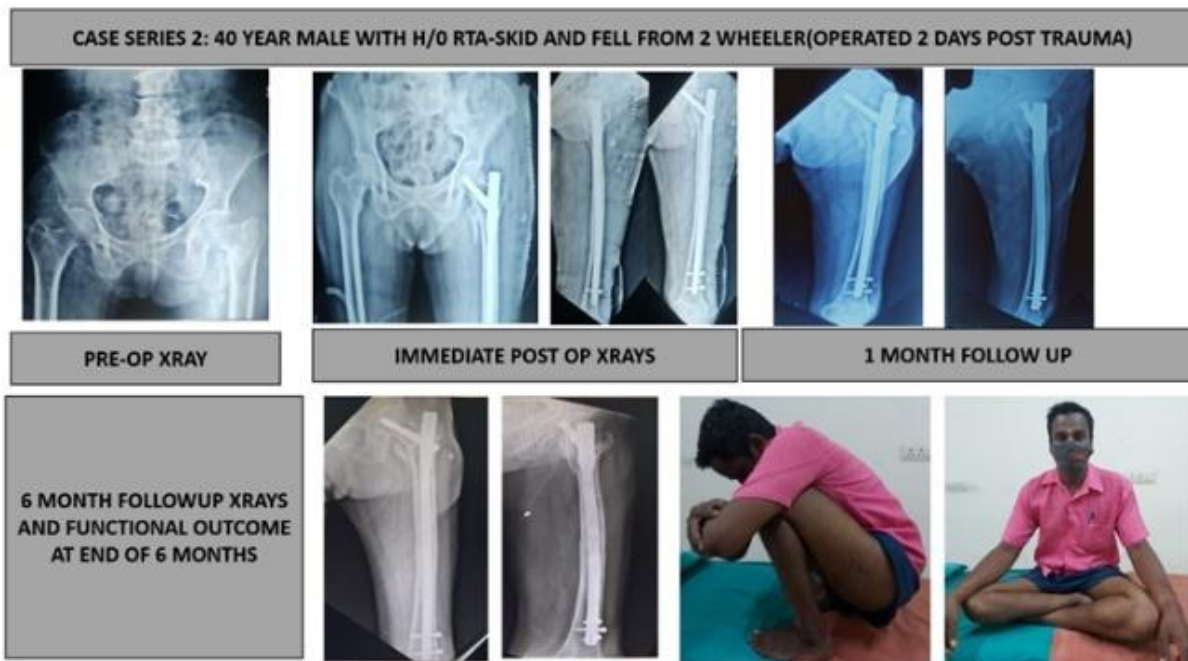 CASE SERIES 2: 40 YEAR MALE WITH H/0 RTA-SKID AND FELL FROM 2 WHEELER(OPERATED 2 DAYS POST TRAUMA)
PRE-OP XRAY
IMMEDIATE POST OP XRAYS
1 MONTH FOLLOW UP
6 MONTH FOLLOWUP XRAYS
AND FUNCTIONAL OUTCOME
AT END OF 6 MONTHS